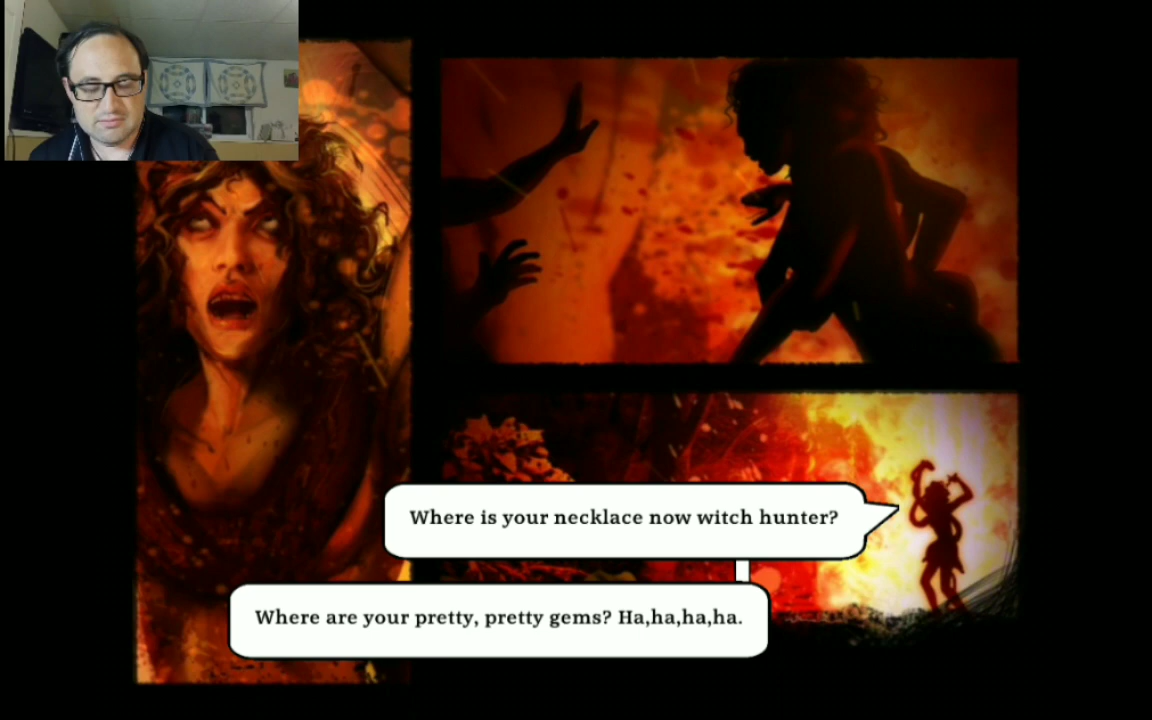 Where is your necklace now witch hunter?
Where are your pretty, pretty gems? Ha,ha,ha,ha.